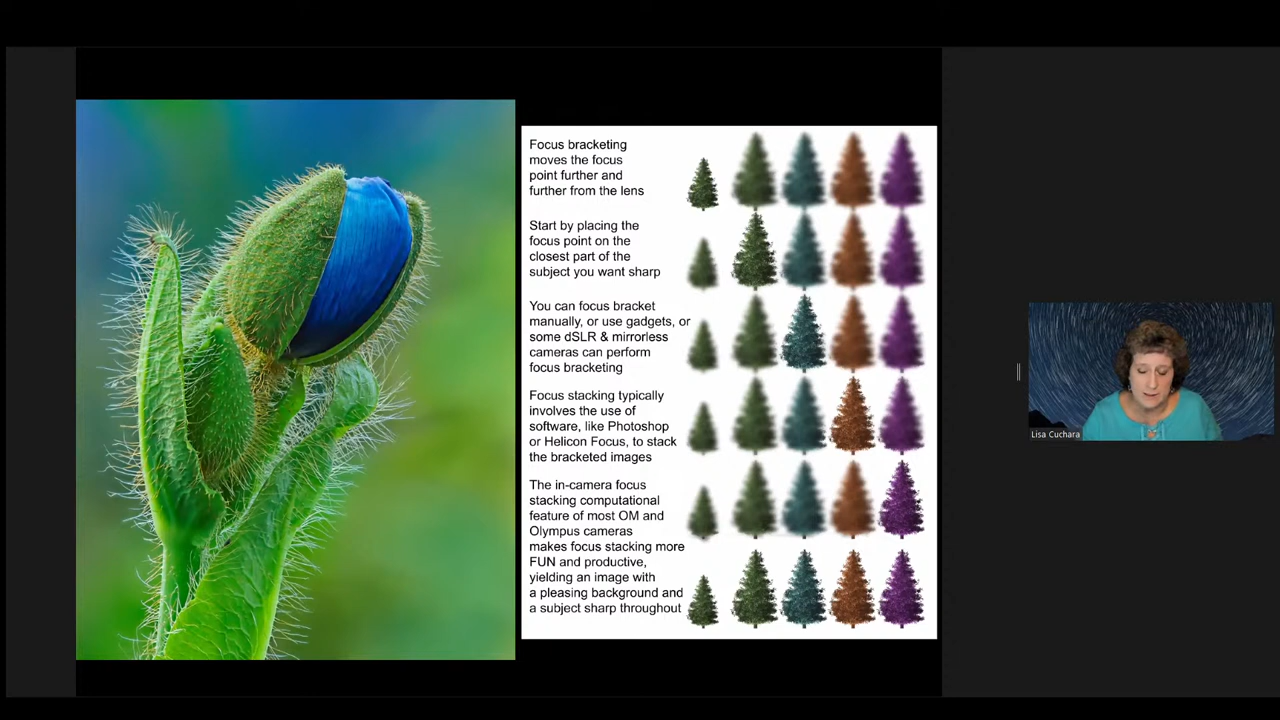 Focus bracketing
moves the focus
point further and
further from the lens
Start by placing the
focus point on the
closest part of the
subject you want sharp
You can focus bracket
manually, or use gadgets, or
some dSLR & mirrorless
cameras can perform
focus bracketing
Focus stacking typically
involves the use of
software, like Photoshop
or Helicon Focus, to stack
the bracketed images
The in-camera focus
stacking computational
feature of most OM and
Olympus cameras
makes focus stacking more
FUN and productive,
yielding an image with
a pleasing background and
a subject sharp throughout
Lisa Cuchara